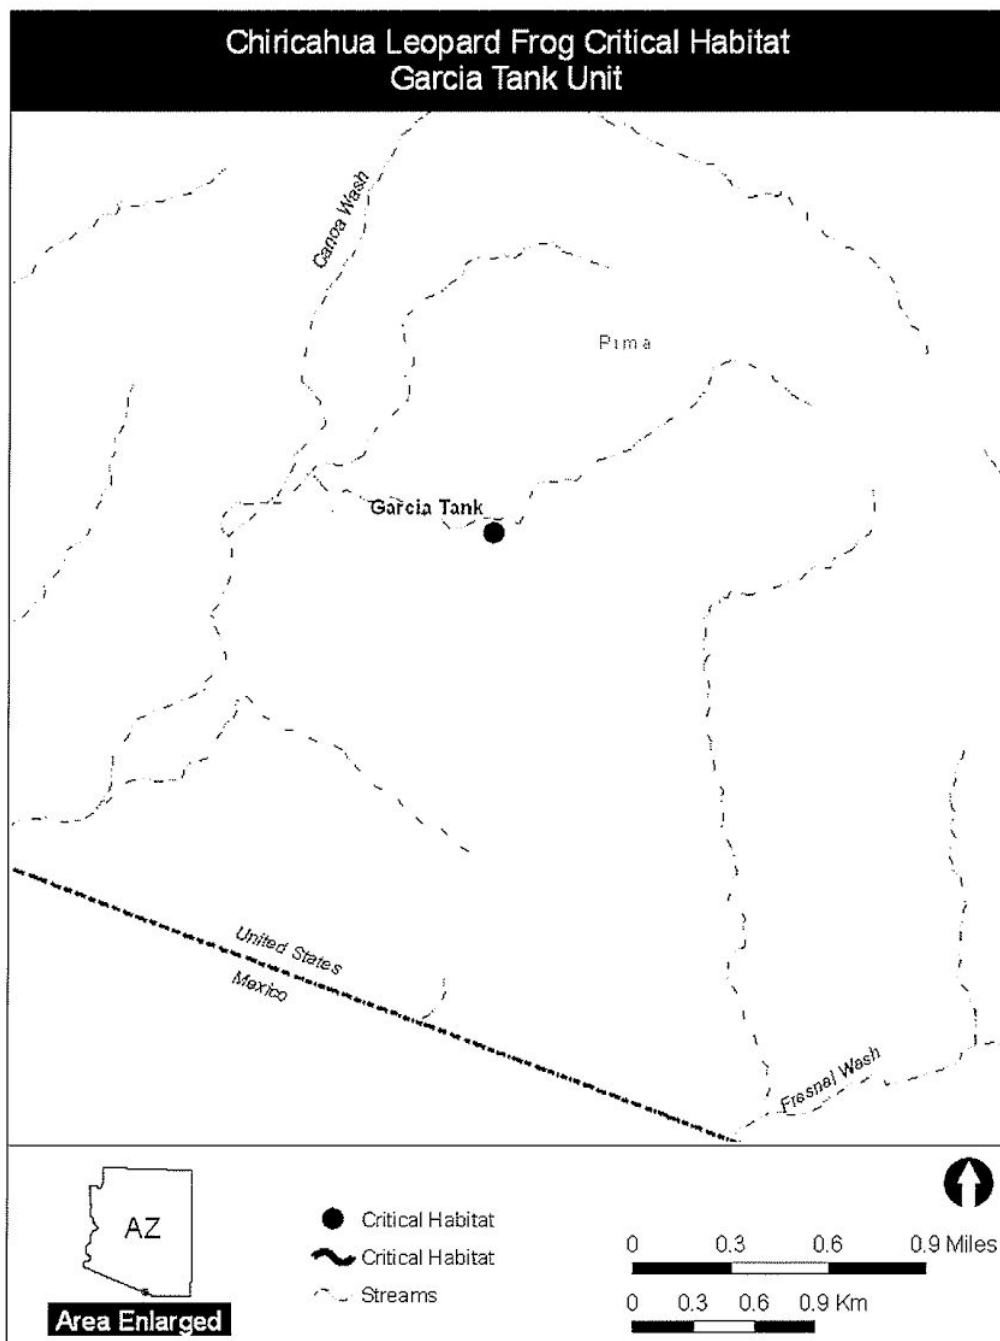 Chiricahua Leopard Frog Critical Habitat
Garcia Tank Unit
Canoa Wash
Pima
Garcia Tank
United States
Mexico
Fresnal Wash
AZ
Area Enlarged
Critical Habitat
Critical Habitat
Streams
0 0.3 0.6 0.9 Miles
0 0.3 0.6 0.9 Km